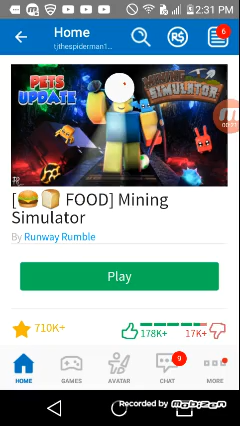 2:31 PM
Home
tjthespiderman1...
R$
6
PETS
UPDATE
MINING
SIMULATOR
[🍔🍞 FOOD] Mining
Simulator
By Runway Rumble
Play
710K+
178K+
17K+
9
HOME
GAMES
AVATAR
CHAT
MORE
Recorded by MOBIZEN